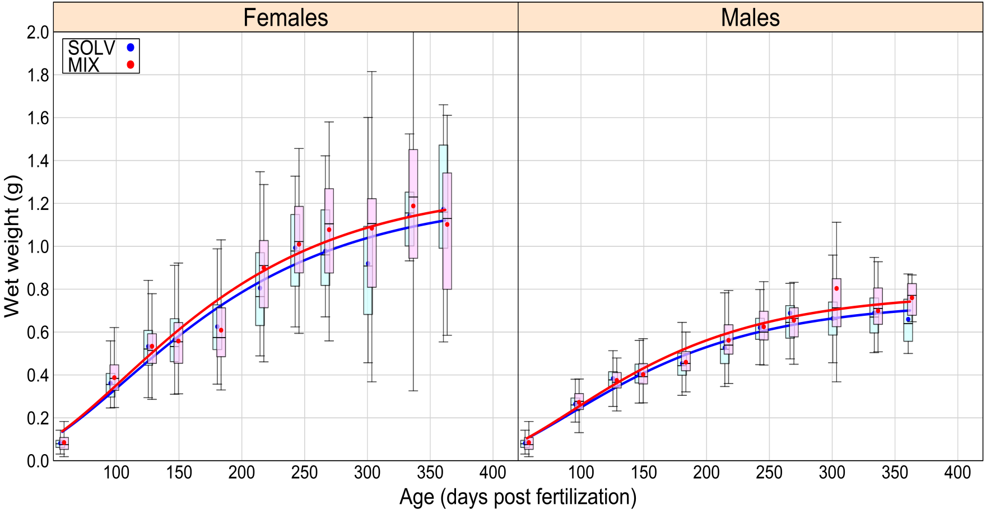 Females Males
SOLV
MIX
Wet weight (g)
2.0
1.8
1.6
1.4
1.2
1.0
0.8
0.6
0.4
0.2
0.0
100 150 200 250 300 350 400 100 150 200 250 300 350 400
Age (days post fertilization)